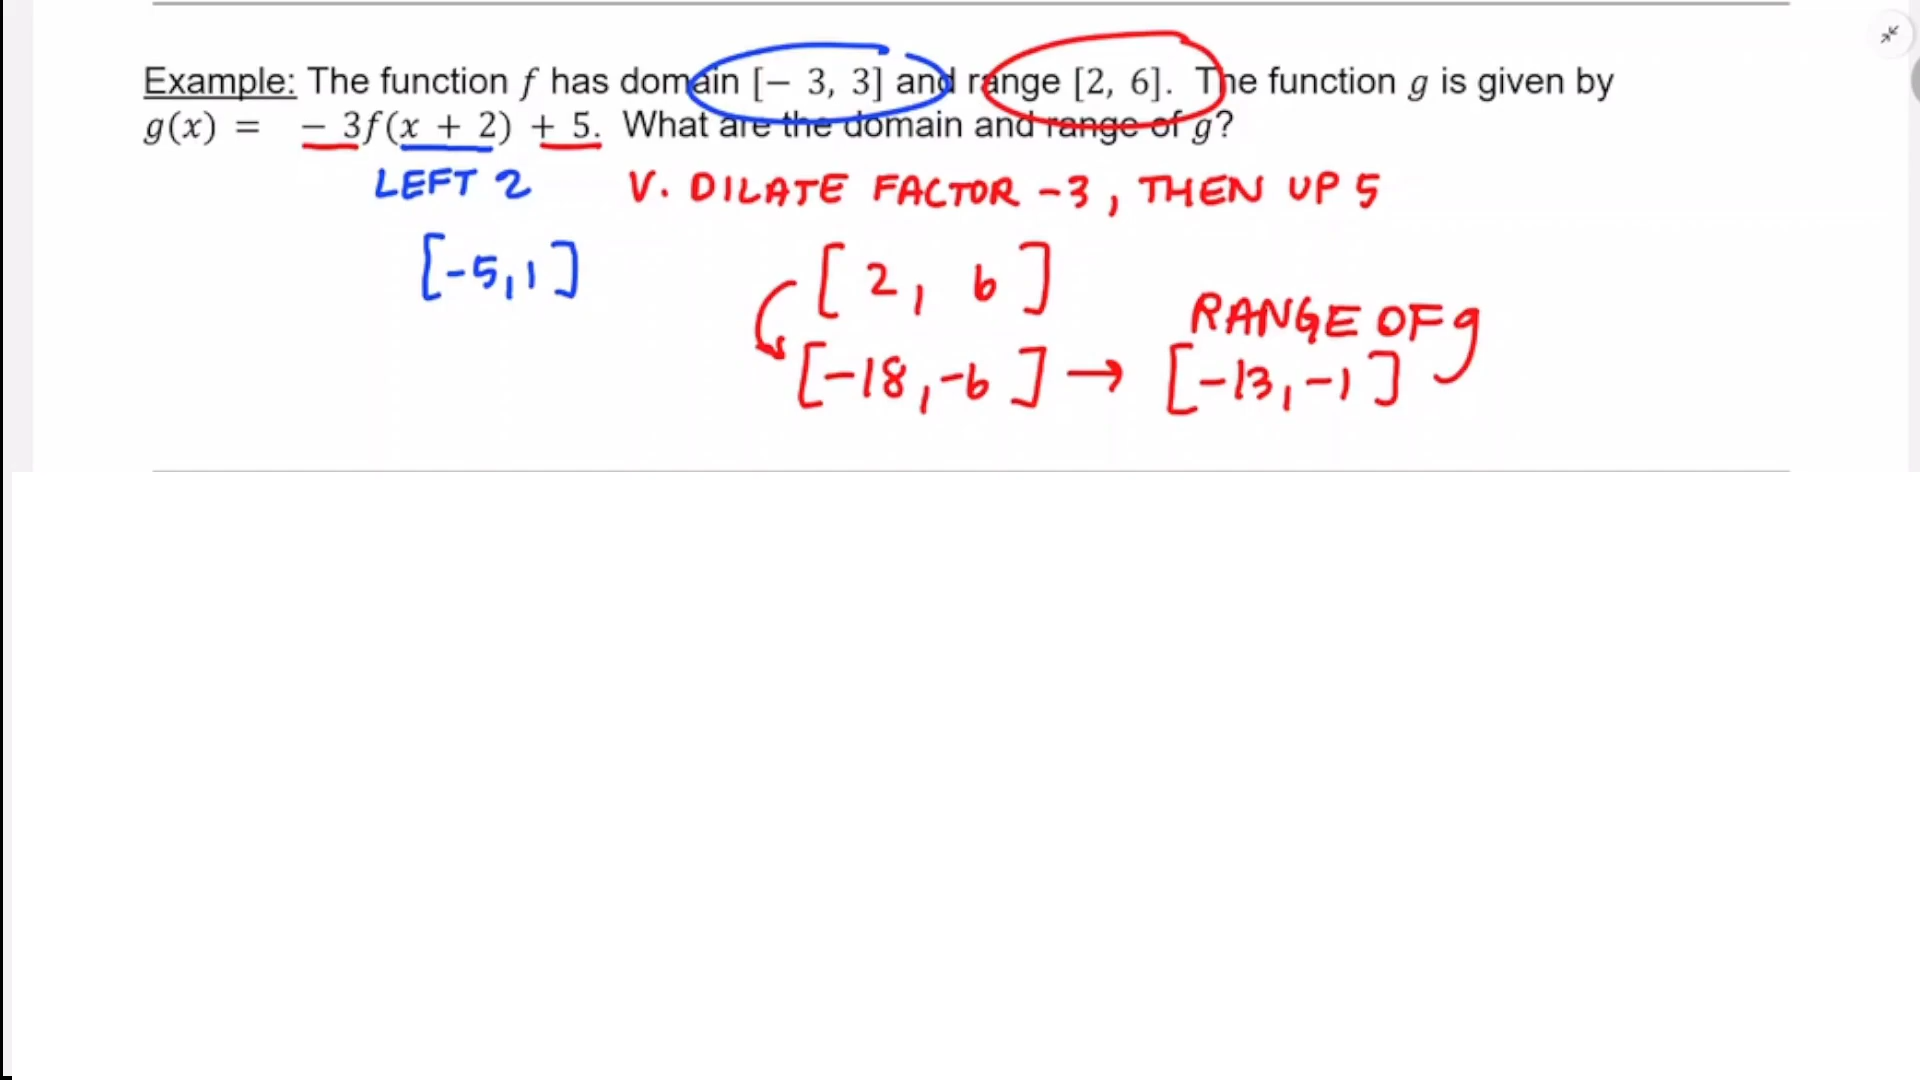 Example: The function f has domain [− 3, 3] and range [2, 6]. The function g is given by
g(x) = − 3f(x + 2) + 5. What are the domain and range of g?
LEFT 2 V. DILATE FACTOR -3, THEN UP 5
[-5,1] [2, 6]
RANGE OF g
[-18,-6] → [-13,-1]